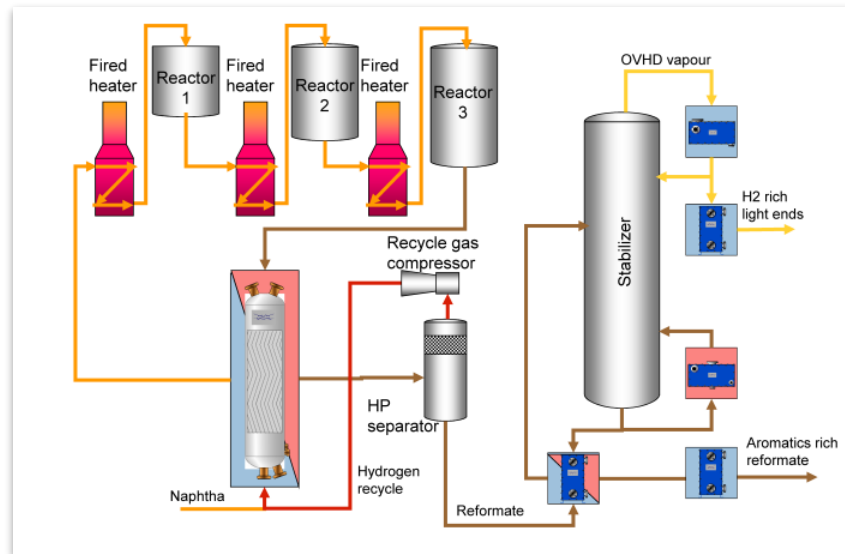 Fired
heater
Reactor
1
Fired
heater
Reactor
2
Fired
heater
Reactor
3
OVHD vapour
H2 rich
light ends
Recycle gas
compressor
Stabilizer
HP
separator
Hydrogen
recycle
Naphtha
Reformate
Aromatics rich
reformate